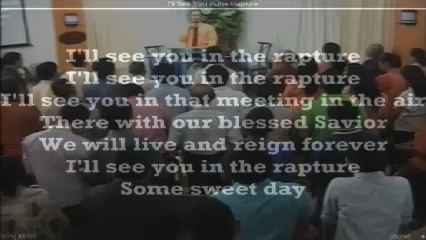 I'll See You in the Rapture
I'll see you in the rapture
I'll see you in the rapture
I'll see you in that meeting in the air
There with our blessed Savior
We will live and reign forever
I'll see you in the rapture
Some sweet day